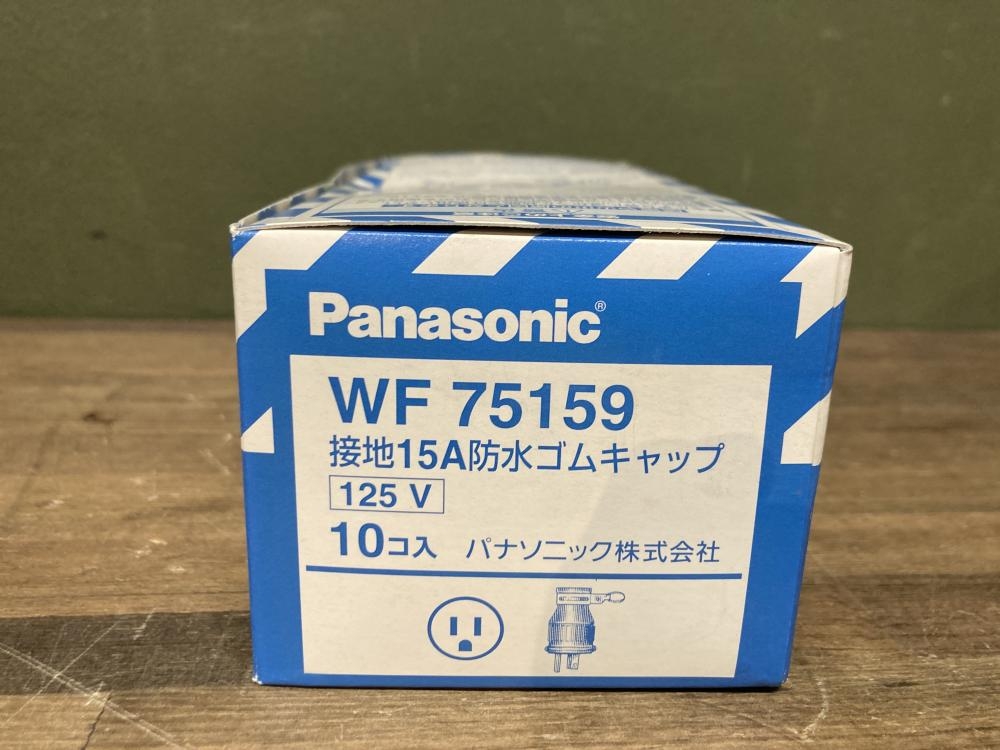 Panasonic®
WF 75159
接地15A防水ゴムキャップ
125 V
10コ入 パナソニック株式会社